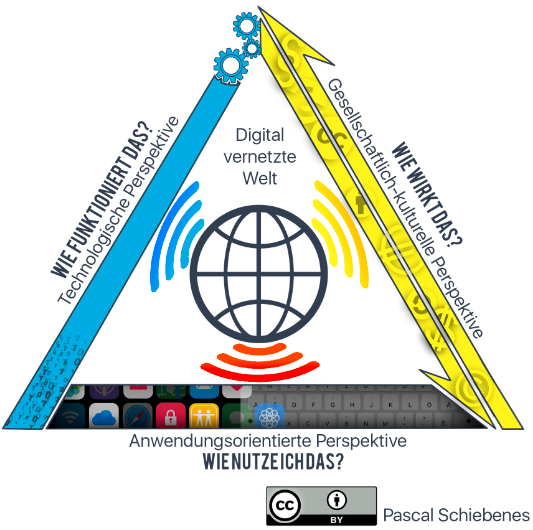 Digital
vernetzte
Welt
WIE FUNKTIONIERT DAS?
Technologische Perspektive
WIE WIRKT DAS?
Gesellschaftlich-kulturelle Perspektive
Anwendungsorientierte Perspektive
WIE NUTZE ICH DAS?
cc
BY
Pascal Schiebenes